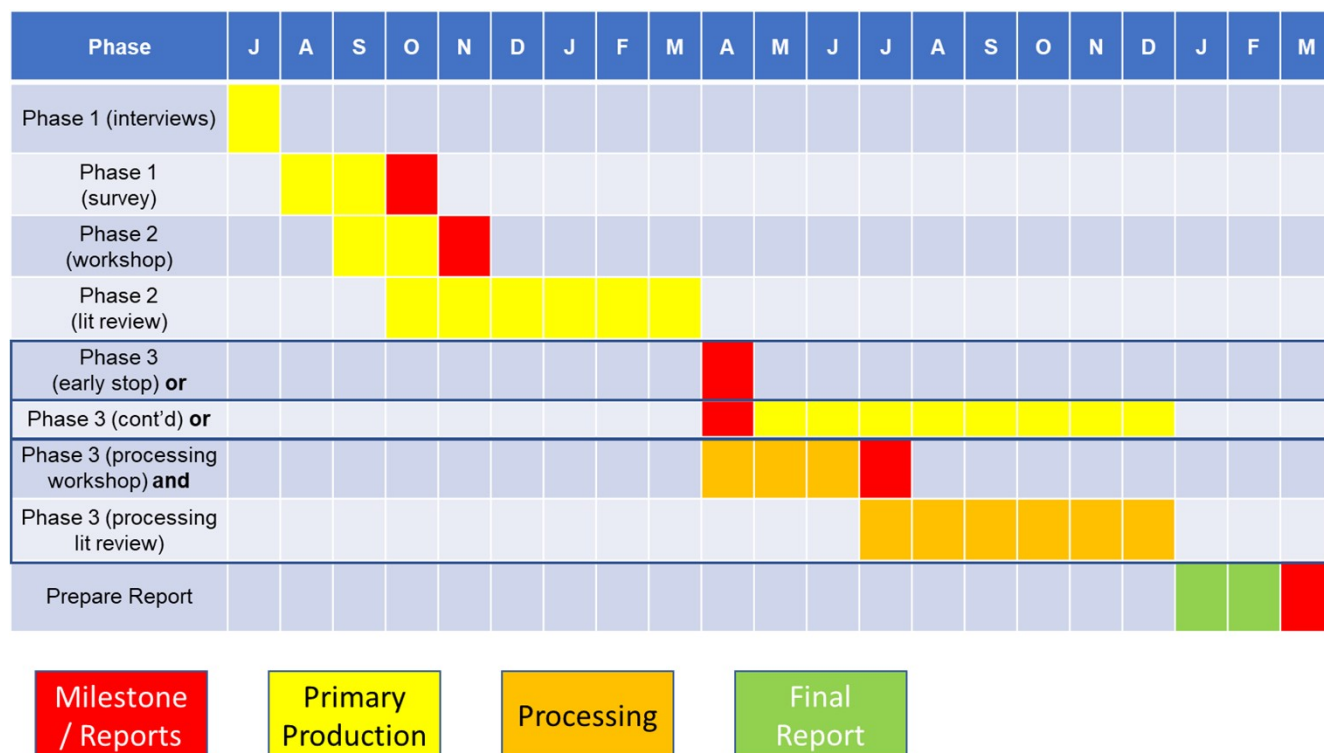 Phase J A S O N D J F M A M J J A S O N D J F M
Phase 1 (interviews)
Phase 1
(survey)
Phase 2
(workshop)
Phase 2
(lit review)
Phase 3
(early stop) or
Phase 3 (cont’d) or
Phase 3 (processing
workshop) and
Phase 3 (processing
lit review)
Prepare Report
Milestone
/ Reports
Primary
Production
Processing
Final
Report